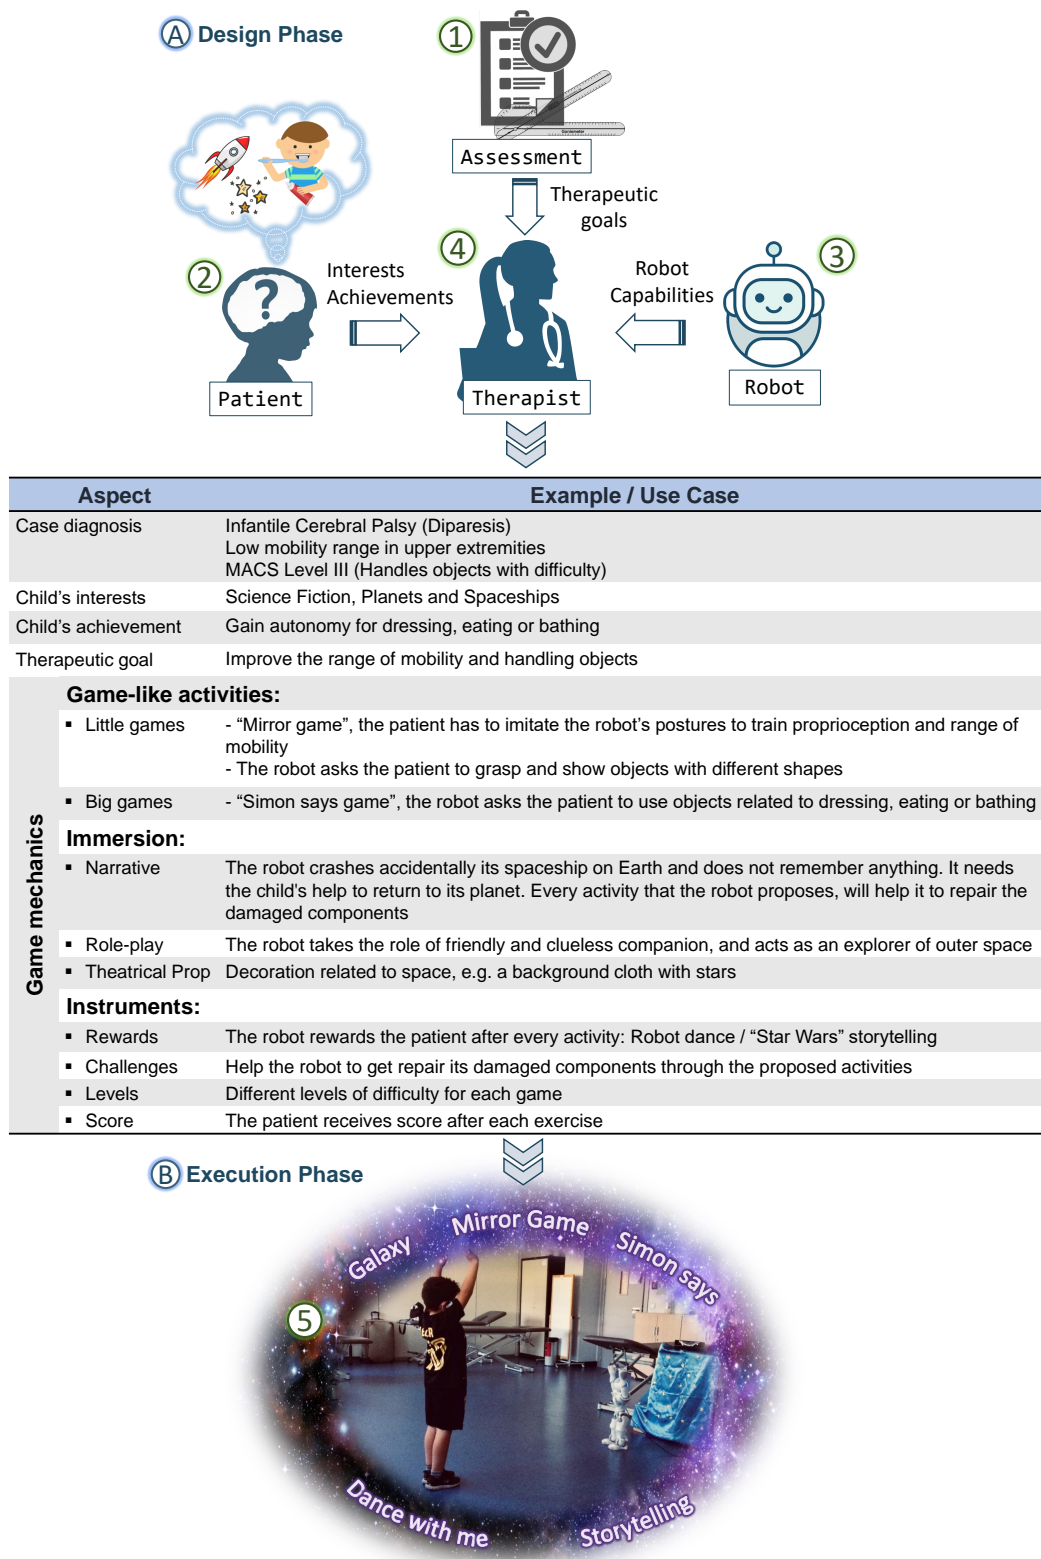 A Design Phase
1
Goniometer
Assessment
Therapeutic
goals
2
Interests
Achievements
4
Robot
Capabilities
3
?
Patient
Therapist
Robot
Aspect Example / Use Case
Case diagnosis Infantile Cerebral Palsy (Diparesis)
Low mobility range in upper extremities
MACS Level III (Handles objects with difficulty)
Child's interests Science Fiction, Planets and Spaceships
Child's achievement Gain autonomy for dressing, eating or bathing
Therapeutic goal Improve the range of mobility and handling objects
Game mechanics
Game-like activities:
▪ Little games - “Mirror game”, the patient has to imitate the robot's postures to train proprioception and range of
mobility
- The robot asks the patient to grasp and show objects with different shapes
▪ Big games - “Simon says game”, the robot asks the patient to use objects related to dressing, eating or bathing
Immersion:
▪ Narrative The robot crashes accidentally its spaceship on Earth and does not remember anything. It needs
the child's help to return to its planet. Every activity that the robot proposes, will help it to repair the
damaged components
▪ Role-play The robot takes the role of friendly and clueless companion, and acts as an explorer of outer space
▪ Theatrical Prop Decoration related to space, e.g. a background cloth with stars
Instruments:
▪ Rewards The robot rewards the patient after every activity: Robot dance / “Star Wars” storytelling
▪ Challenges Help the robot to get repair its damaged components through the proposed activities
▪ Levels Different levels of difficulty for each game
▪ Score The patient receives score after each exercise
B Execution Phase
Galaxy
Mirror Game
Simon says
5
Dance with me
Storytelling